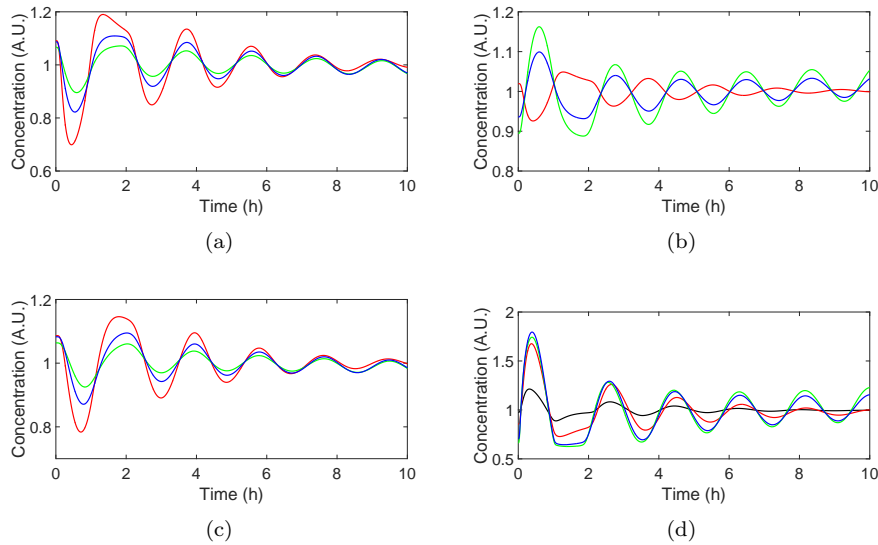 1.2
1
0.8
0.6
Concentration (A.U.)
0 2 4 6 8 10
Time (h)
(a)
1.2
1.1
1
0.9
0.8
Concentration (A.U.)
0 2 4 6 8 10
Time (h)
(b)
1.2
1
0.8
Concentration (A.U.)
0 2 4 6 8 10
Time (h)
(c)
2
1.5
1
0.5
Concentration (A.U.)
0 2 4 6 8 10
Time (h)
(d)